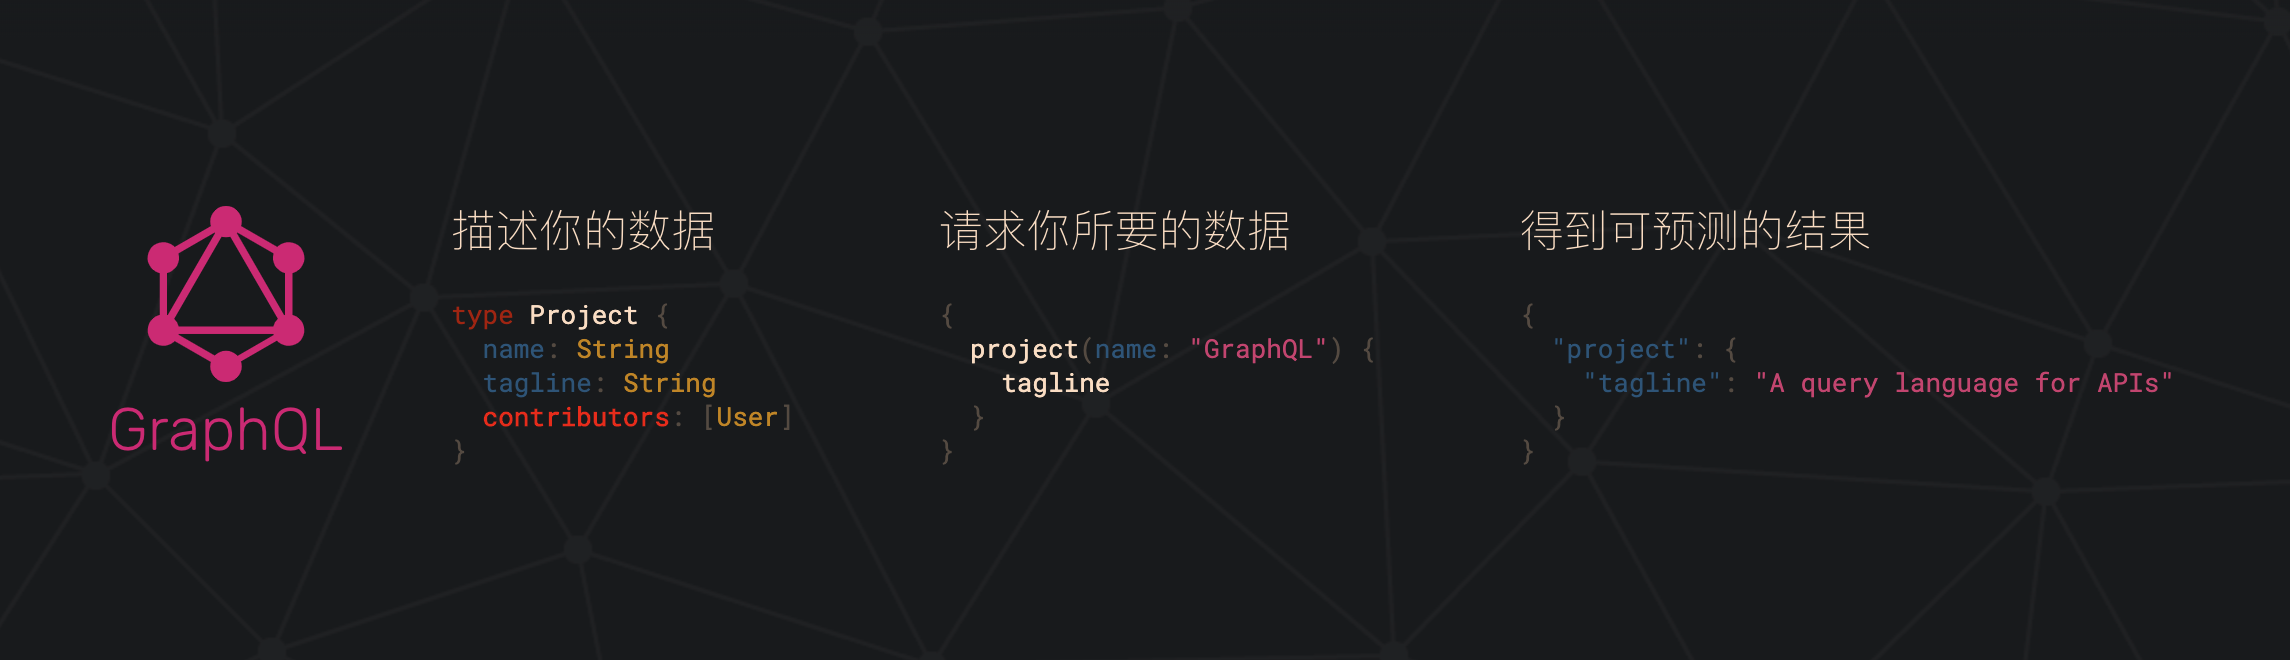 GraphQL
描述你的数据
type Project {
  name: String
  tagline: String
  contributors: [User]
}
请求你所要的数据
{
  project(name: "GraphQL") {
    tagline
  }
}
得到可预测的结果
{
  "project": {
    "tagline": "A query language for APIs"
  }
}